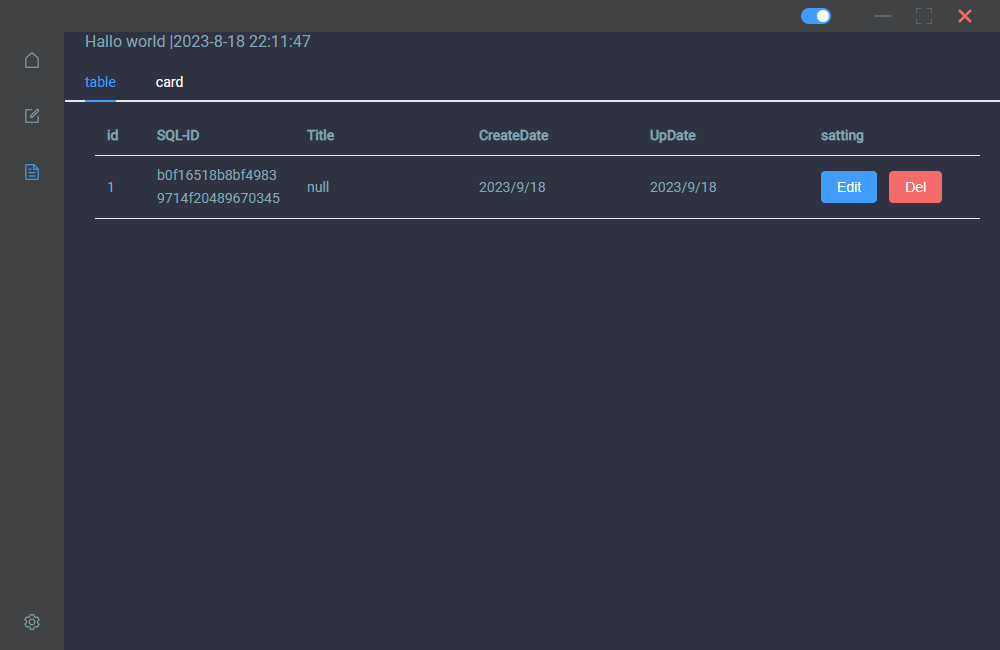 Hallo world |2023-8-18 22:11:47
table card
id SQL-ID Title CreateDate UpDate satting
1 b0f16518b8bf4983 null 2023/9/18 2023/9/18 Edit Del
9714f20489670345